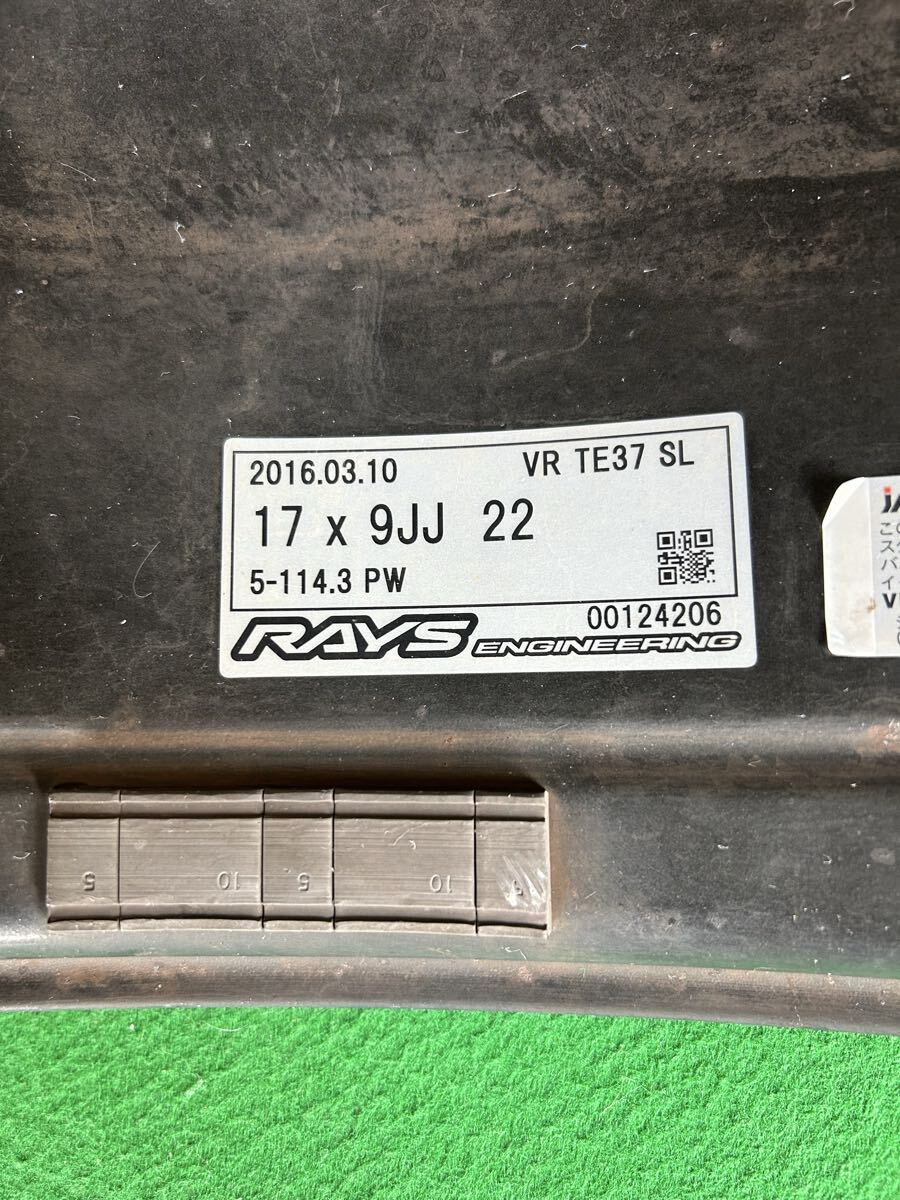 2016.03.10 VR TE37 SL
17 x 9JJ 22
5-114.3 PW
00124206
RAYS ENGINEERING
5 10 5 10